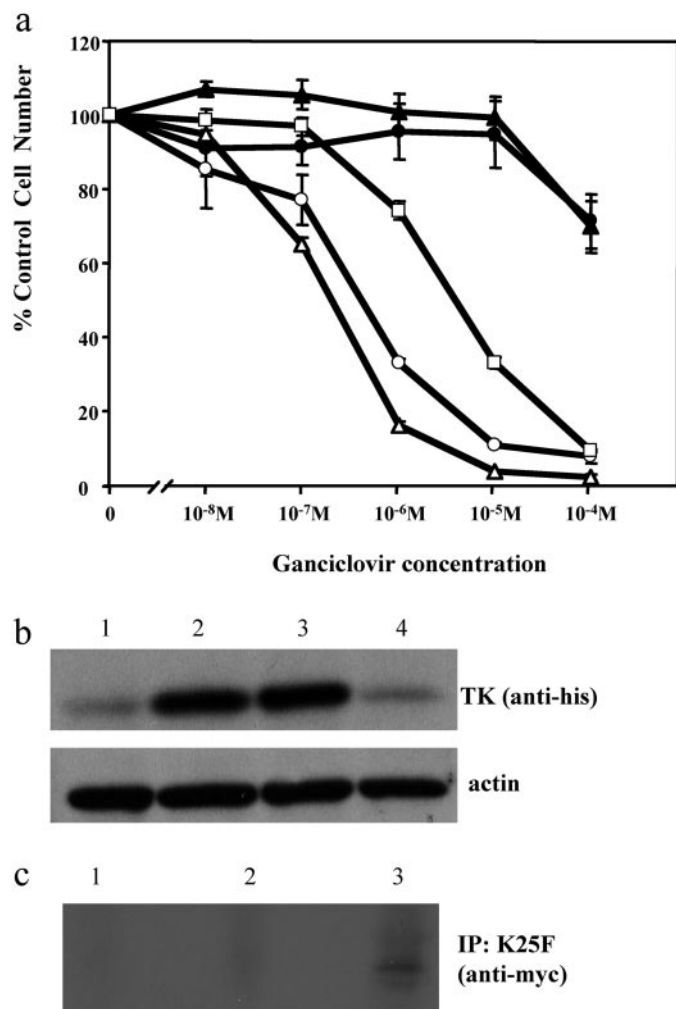 a
120
100
80
60
40
20
0
% Control Cell Number
0 10⁻⁸M 10⁻⁷M 10⁻⁶M 10⁻⁵M 10⁻⁴M
Ganciclovir concentration
b
1 2 3 4
TK (anti-his)
actin
c
1 2 3
IP: K25F
(anti-myc)